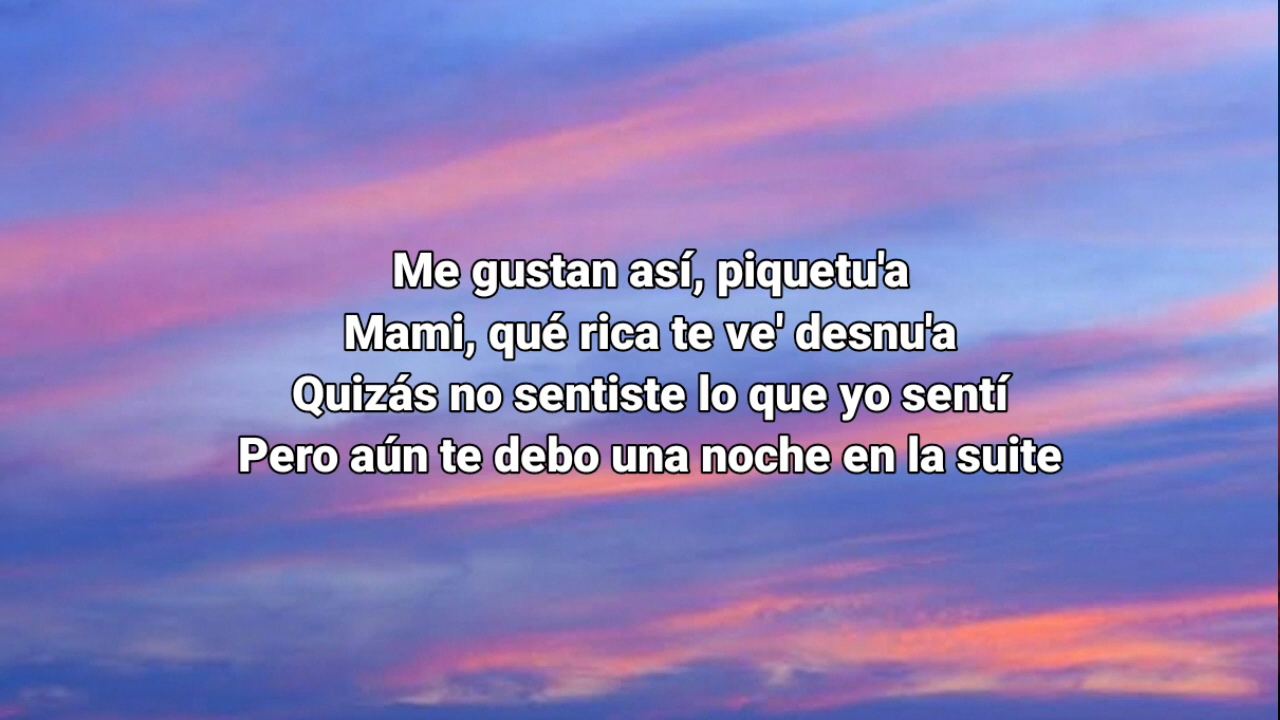 Me gustan así, piquetu'a
Mami, qué rica te ve' desnu'a
Quizás no sentiste lo que yo sentí
Pero aún te debo una noche en la suite